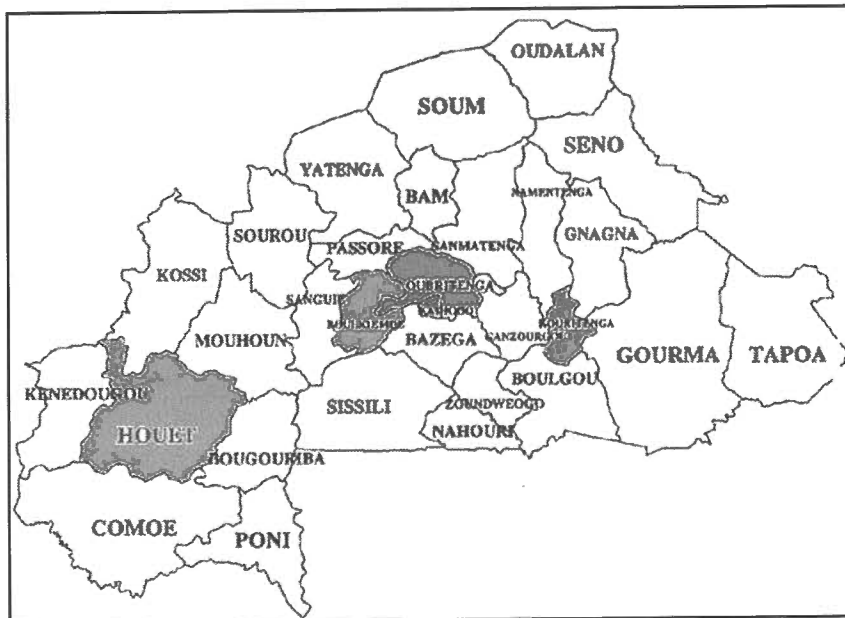 OUDALAN
SOUM
SENO
YATENGA
BAM
NAMENTENGA
SOUROU
PASSORE
SANMATENGA
GNAGNA
KOSSI
SANGUIE
OUBRITENGA
BOULKIEMDE
KADIOGO
MOUHOUN
BAZEGA
GANZOURGOU
KOURITENGA
GOURMA
TAPOA
KENEDOUGOU
BOULGOU
SISSILI
ZOUNDWEOGO
HOUET
NAHOURI
BOUGOURIBA
COMOE
PONI